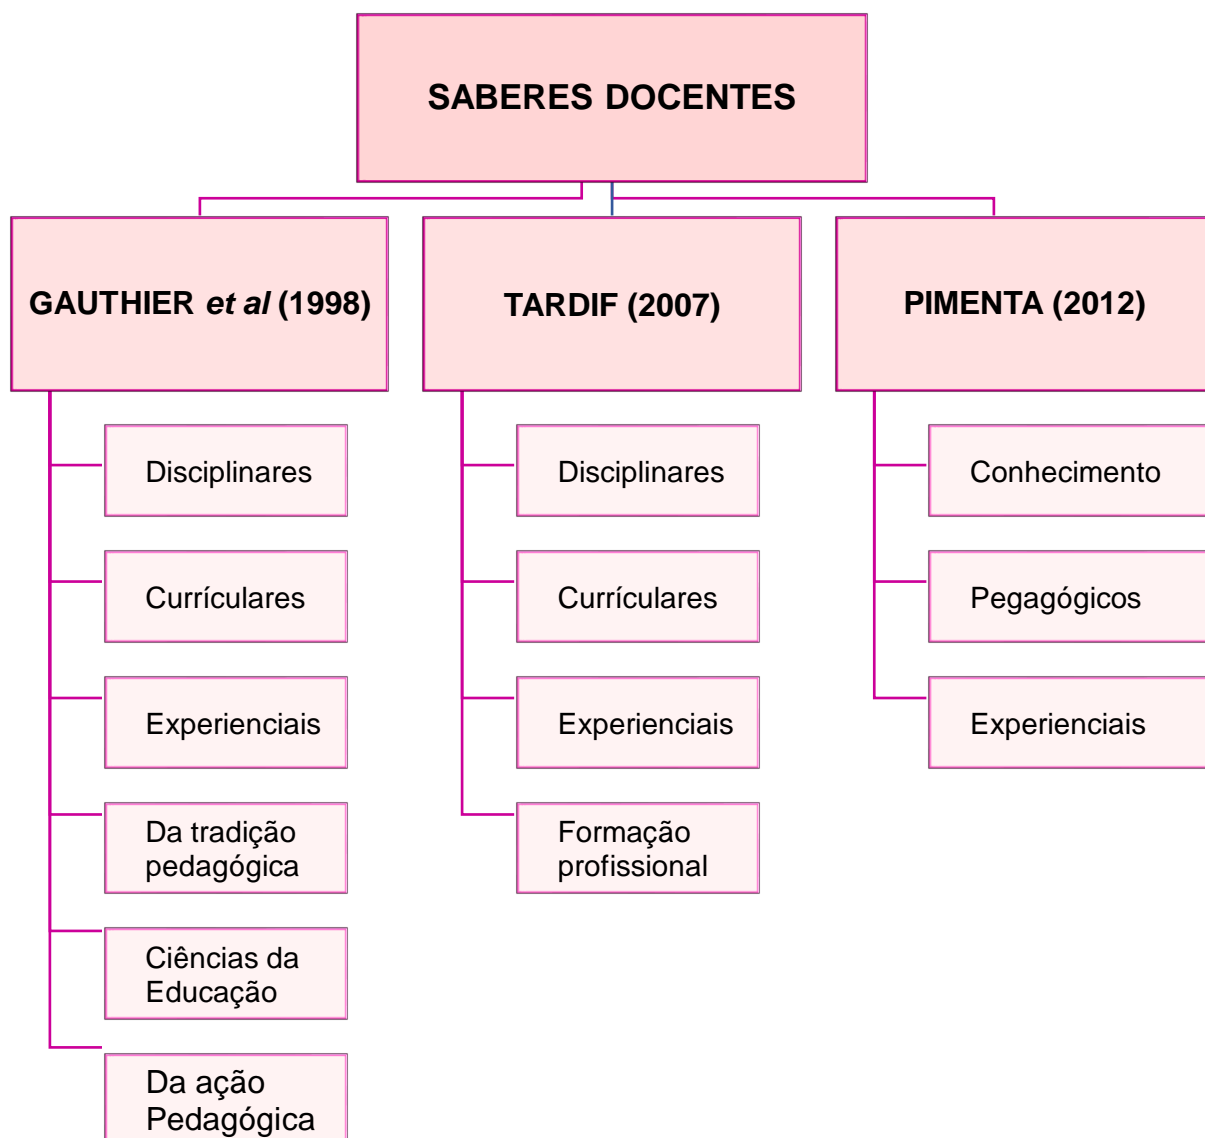 SABERES DOCENTES
GAUTHIER et al (1998)
Disciplinares
Currículares
Experienciais
Da tradição
pedagógica
Ciências da
Educação
Da ação
Pedagógica
TARDIF (2007)
Disciplinares
Currículares
Experienciais
Formação
profissional
PIMENTA (2012)
Conhecimento
Pegagógicos
Experienciais